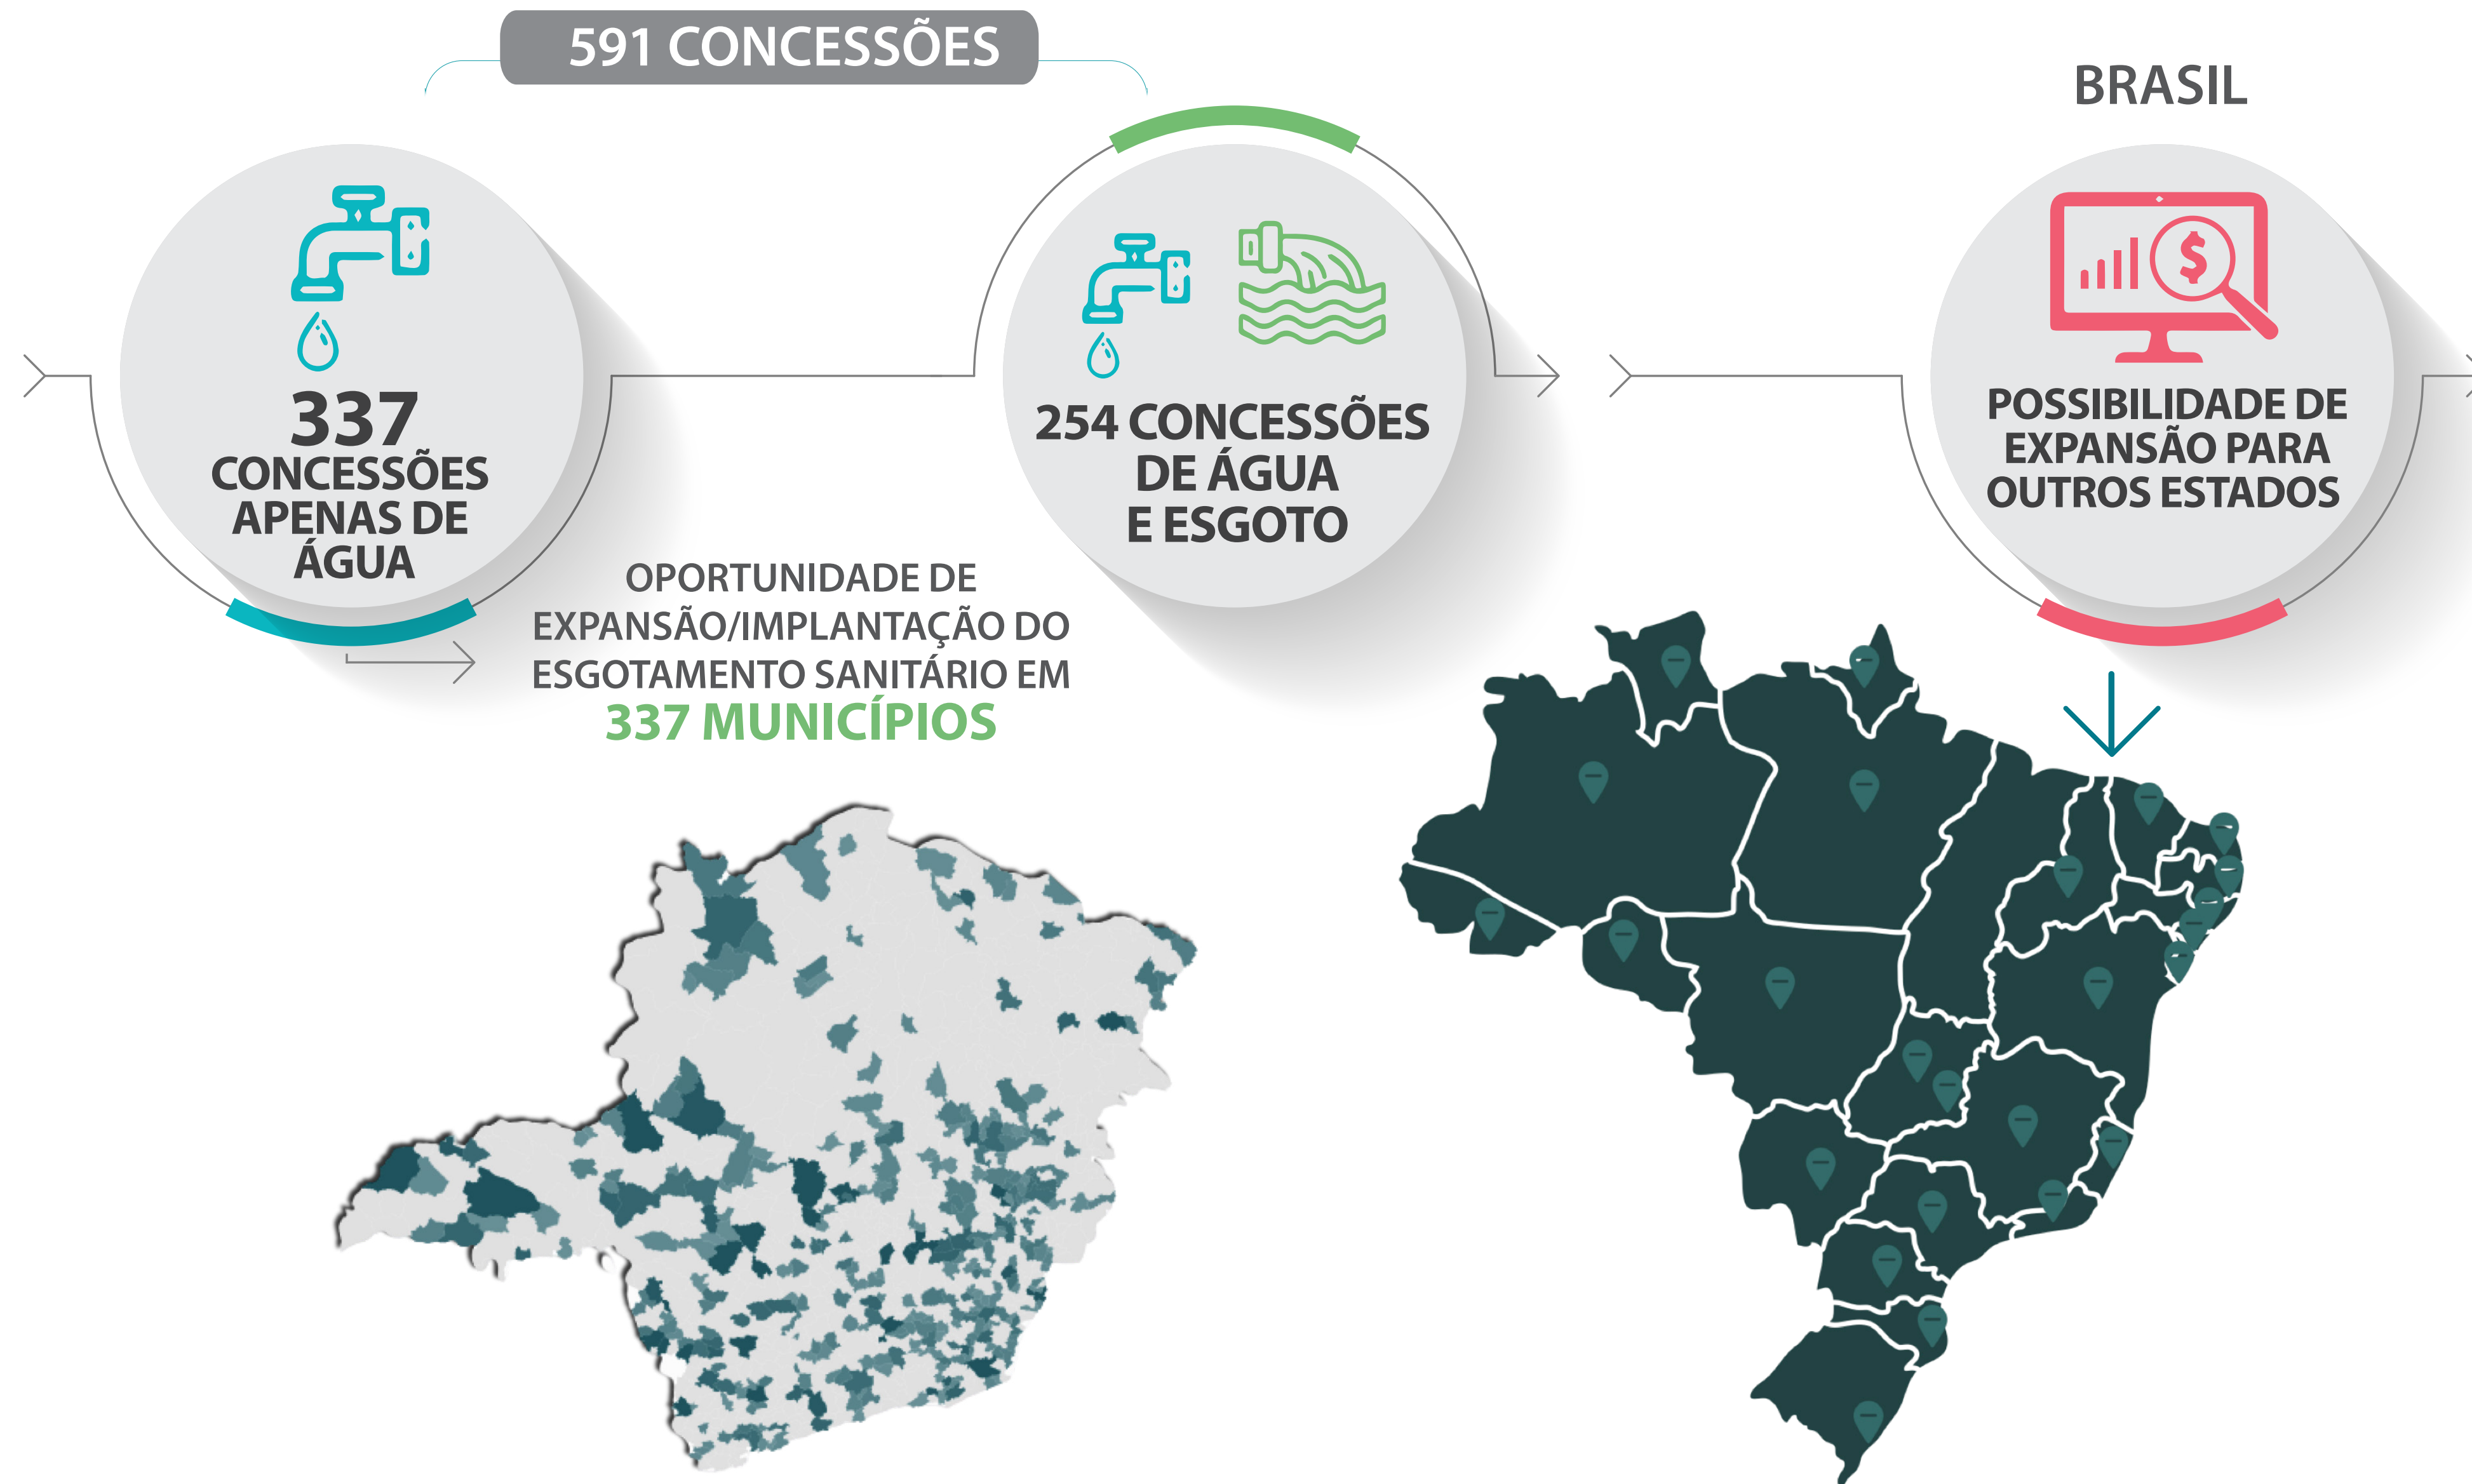 591 CONCESSÕES
337
CONCESSÕES
APENAS DE
ÁGUA
OPORTUNIDADE DE
EXPANSÃO/IMPLANTAÇÃO DO
ESGOTAMENTO SANITÁRIO EM
337 MUNICÍPIOS
254 CONCESSÕES
DE ÁGUA
E ESGOTO
BRASIL
$
POSSIBILIDADE DE
EXPANSÃO PARA
OUTROS ESTADOS